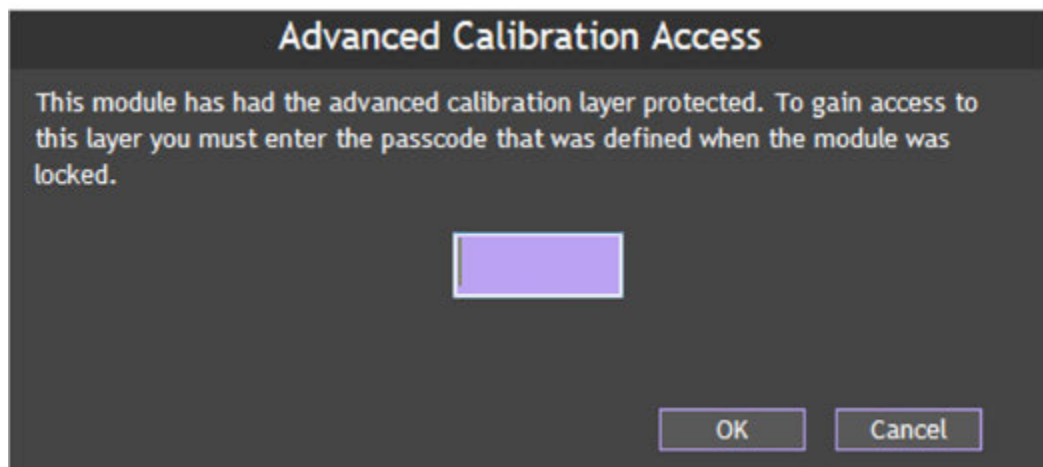 Advanced Calibration Access
This module has had the advanced calibration layer protected. To gain access to
this layer you must enter the passcode that was defined when the module was
locked.
OK Cancel